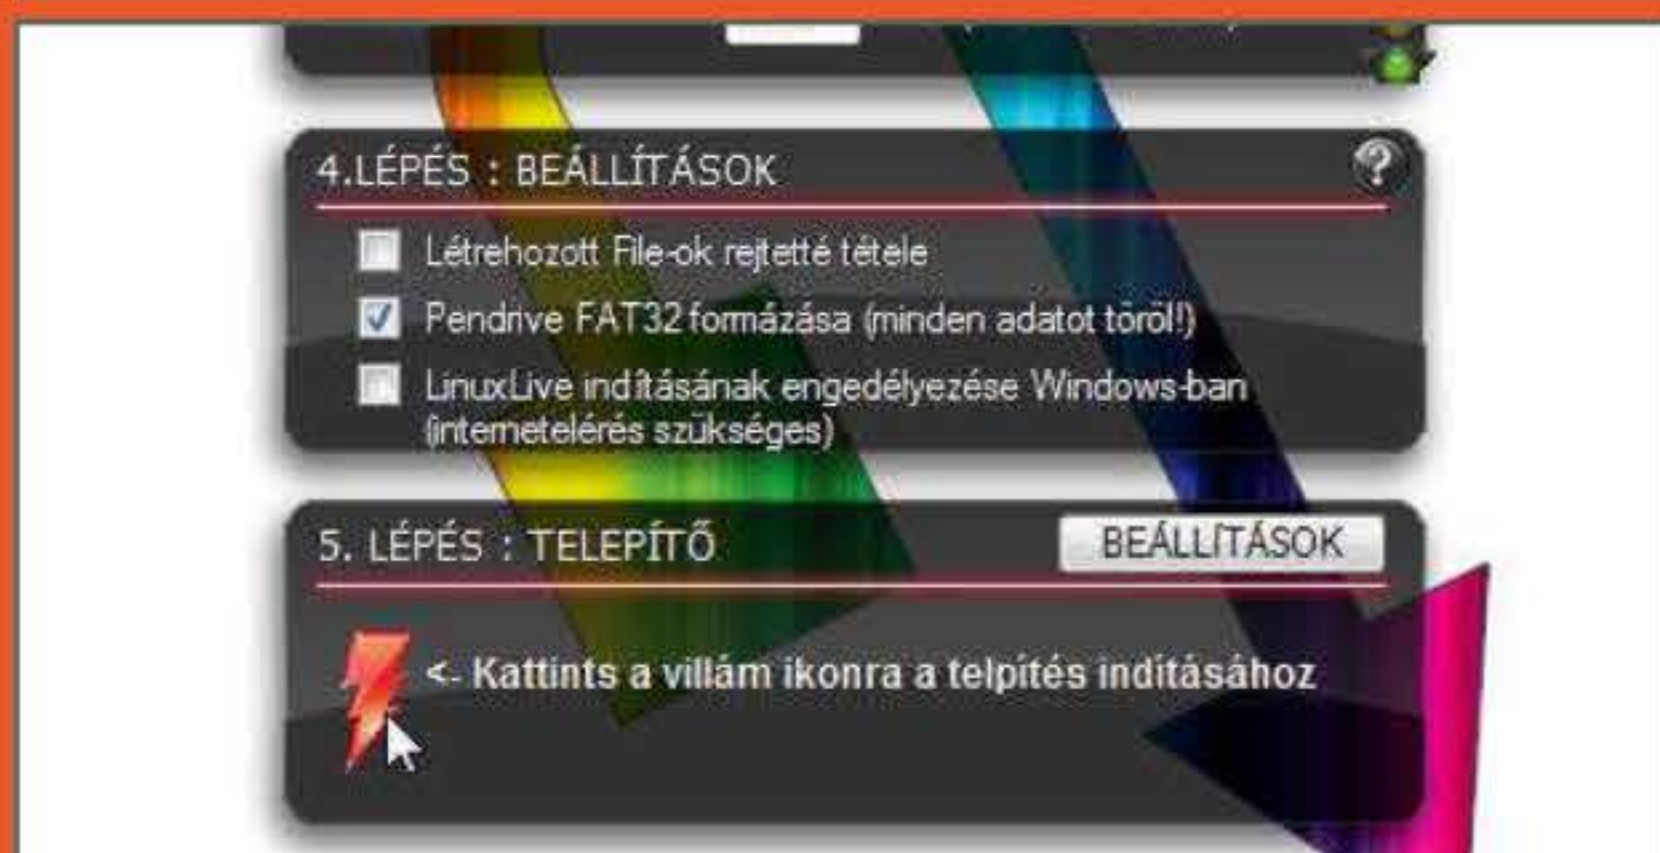 4.LÉPÉS : BEÁLLÍTÁSOK
Létrehozott File-ok rejtetté tétele
Pendrive FAT32 formázása (minden adatot töröl!)
LinuxLive indításának engedélyezése Windows-ban
(internetelérés szükséges)
5. LÉPÉS : TELEPÍTŐ
BEÁLLÍTÁSOK
<- Kattints a villám ikonra a telpítés indításához